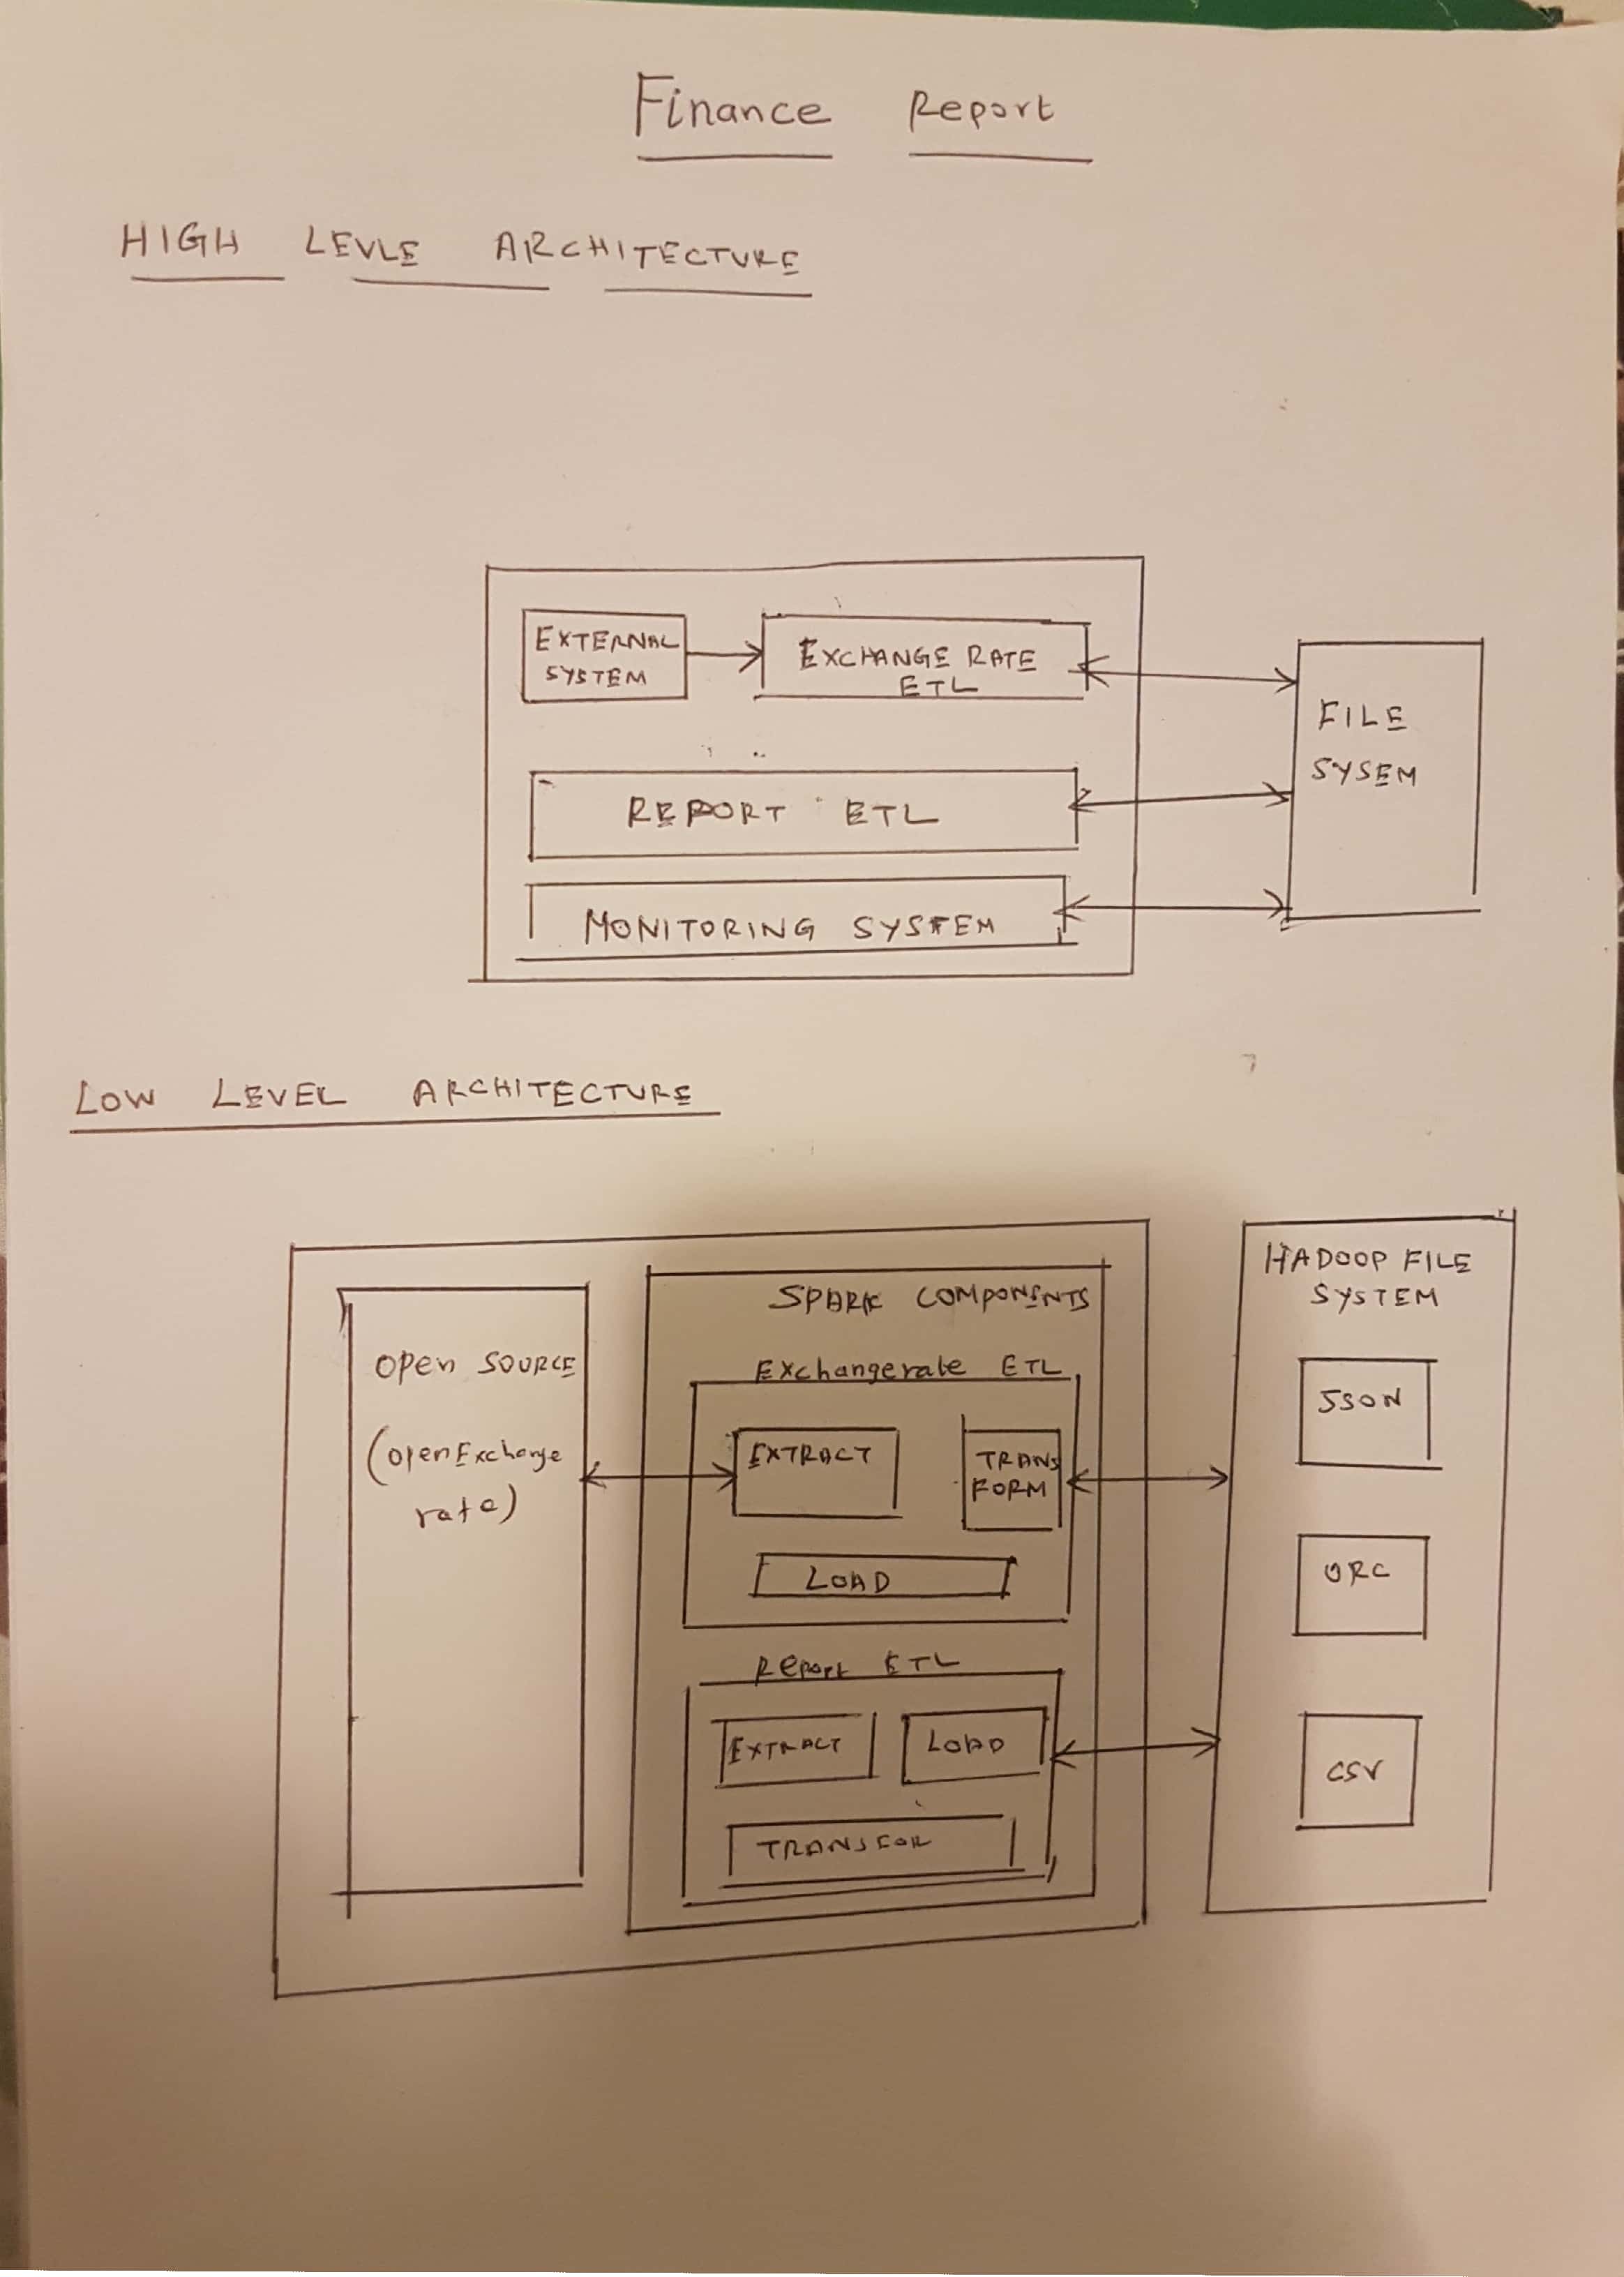 Finance Report
HIGH LEVLE ARCHITECTURE
EXTERNAL
SYSTEM
EXCHANGE RATE
ETL
FILE
SYSEM
REPORT ETL
MONITORING SYSTEM
LOW LEVEL ARCHITECTURE
OPEN SOURCE
(OpenExchange
rate)
SPARK COMPONENTS
Exchangerate ETL
EXTRACT
TRANS
FORM
LOAD
Report ETL
EXTRACT
LOAD
TRANSFOR
HADOOP FILE
SYSTEM
JSON
ORC
CSV